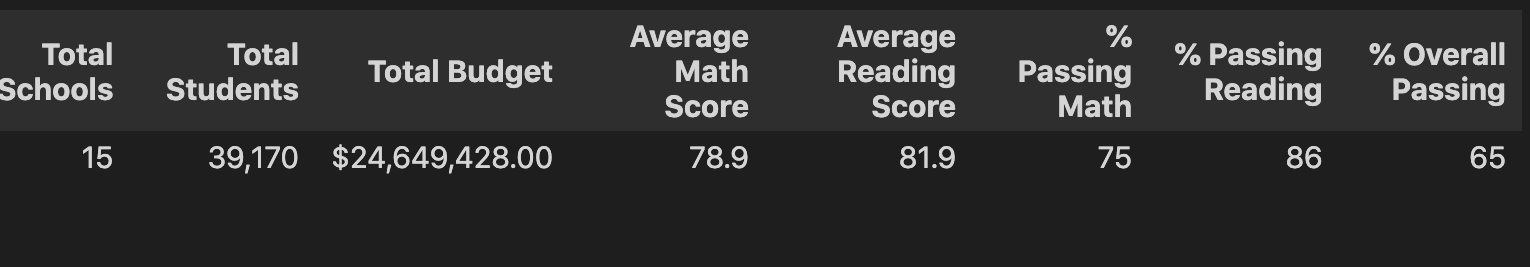 Total Schools Total Students Total Budget Average Math Score Average Reading Score % Passing Math % Passing Reading % Overall Passing
15 39,170 $24,649,428.00 78.9 81.9 75 86 65